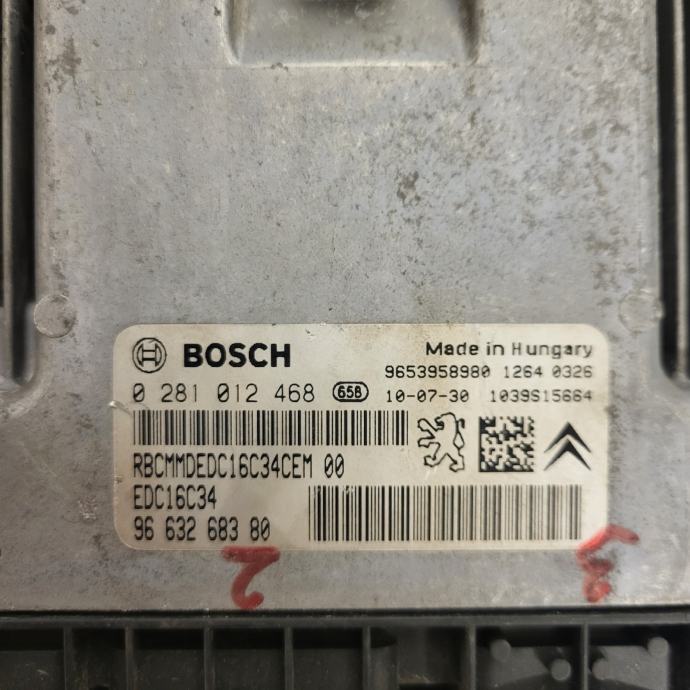 BOSCH
Made in Hungary
9653958980 1264 0326
0 281 012 468 658 10-07-30 1039S15664
RBCMMDEDC16C34CEM 00
EDC16C34
96 632 683 80
2